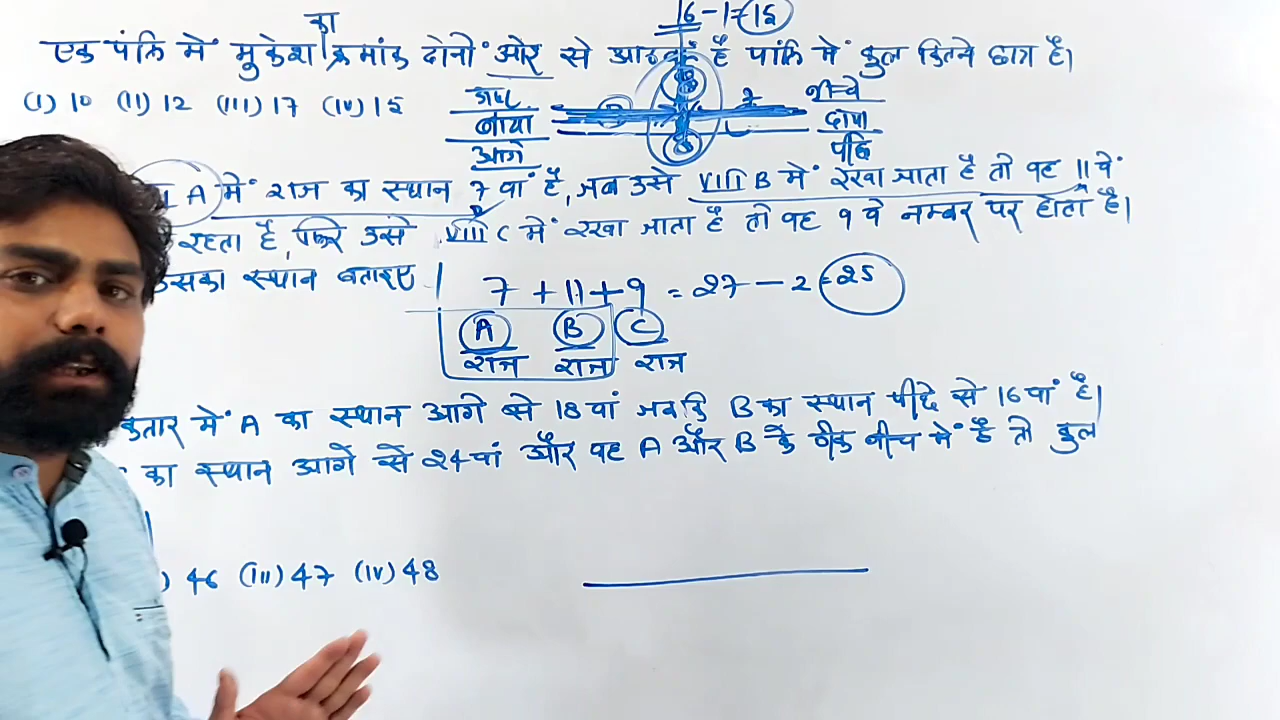 16-1=15
एक पंक्ति में मुकेश का क्रमांक दोनों ओर से आठवां है पंक्ति में कुल कितने छात्र है।
(I) 10 (II) 12 (III) 17 (IV) 15
नीचे
बायां दायां
आगे
7
A में राज का स्थान 7 वां है, जब उसे VIII B में रखा जाता है तो वह 11 वें
रहता है, फिर उसे VIII C में रखा जाता है तो वह 9 वे नम्बर पर होता है।
उसका स्थान बताइए।
7 + 11 + 9 = 27 - 2 = 25
A B C
राज राज राज
कतार में A का स्थान आगे से 18 वां जबकि B का स्थान पीछे से 16 वां है।
का स्थान आगे से 24 वां और वह A और B के ठीक बीच में है तो कुल
) 46 (III) 47 (IV) 48